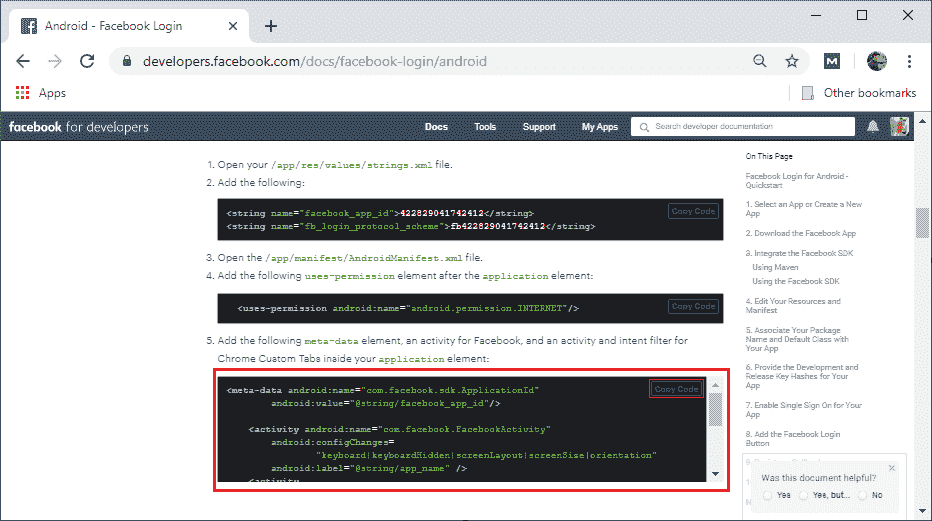 Android - Facebook Login
developers.facebook.com/docs/facebook-login/android
M
Apps
Other bookmarks
facebook for developers
Docs
Tools
Support
My Apps
Search developer documentation
1. Open your /app/res/values/strings.xml file.
2. Add the following:
<string name="facebook_app_id">422829041742412</string>
<string name="fb_login_protocol_scheme">fb422829041742412</string>
Copy Code
3. Open the /app/manifest/AndroidManifest.xml file.
4. Add the following uses-permission element after the application element:
<uses-permission android:name="android.permission.INTERNET"/>
Copy Code
5. Add the following meta-data element, an activity for Facebook, and an activity and intent filter for
Chrome Custom Tabs inside your application element:
<meta-data android:name="com.facebook.sdk.ApplicationId"
android:value="@string/facebook_app_id"/>
Copy Code
<activity android:name="com.facebook.FacebookActivity"
android:configChanges=
"keyboard|keyboardHidden|screenLayout|screenSize|orientation"
android:label="@string/app_name" />
<activity
On This Page
Facebook Login for Android -
Quickstart
1. Select an App or Create a New
App
2. Download the Facebook App
3. Integrate the Facebook SDK
Using Maven
Using the Facebook SDK
4. Edit Your Resources and
Manifest
5. Associate Your Package
Name and Default Class with
Your App
6. Provide the Development and
Release Key Hashes for Your
App
7. Enable Single Sign On for Your
App
8. Add the Facebook Login
Button
Was this document helpful?
Yes
Yes, but...
No